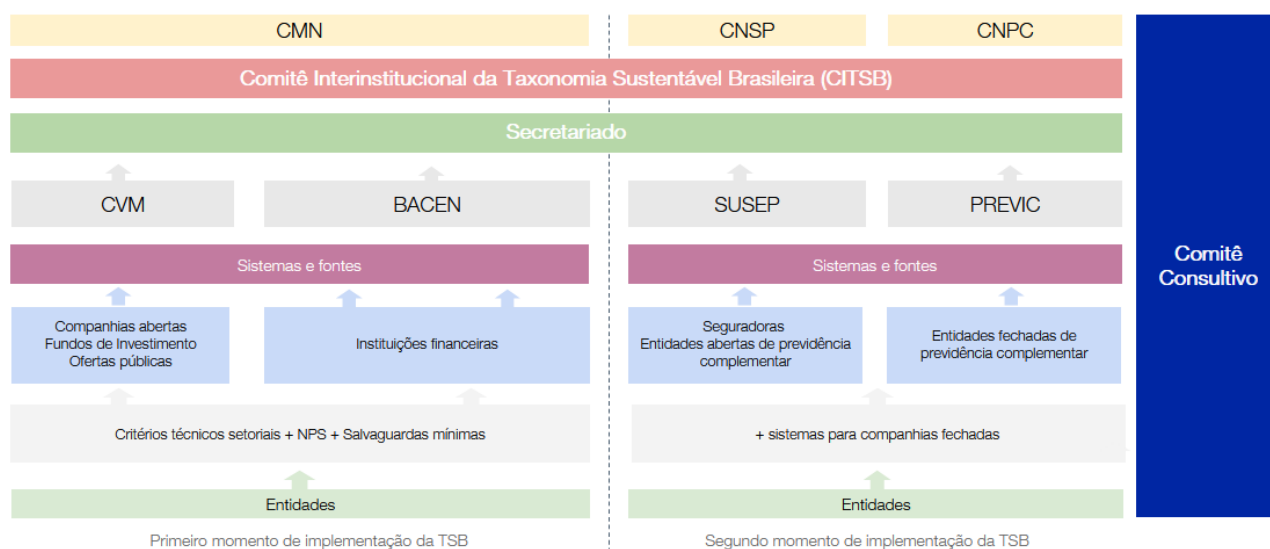 CMN
CNSP
CNPC
Comitê Interinstitucional da Taxonomia Sustentável Brasileira (CITSB)
Secretariado
CVM
BACEN
SUSEP
PREVIC
Comitê
Consultivo
Sistemas e fontes
Sistemas e fontes
Companhias abertas
Fundos de Investimento
Ofertas públicas
Instituições financeiras
Seguradoras
Entidades abertas de previdência
complementar
Entidades fechadas de
previdência complementar
Critérios técnicos setoriais + NPS + Salvaguardas mínimas
+ sistemas para companhias fechadas
Entidades
Entidades
Primeiro momento de implementação da TSB
Segundo momento de implementação da TSB